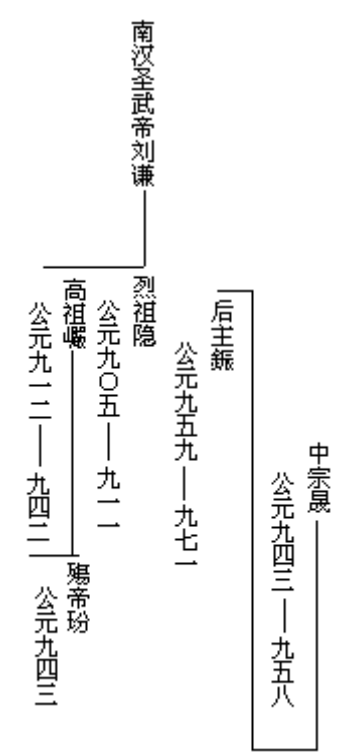 南汉圣武帝刘谦
烈祖隐
公元九〇五——九一一
高祖巗
公元九一二——九四二
殇帝玢
公元九四三
中宗晟
公元九四三——九五八
后主鋹
公元九五九——九七一